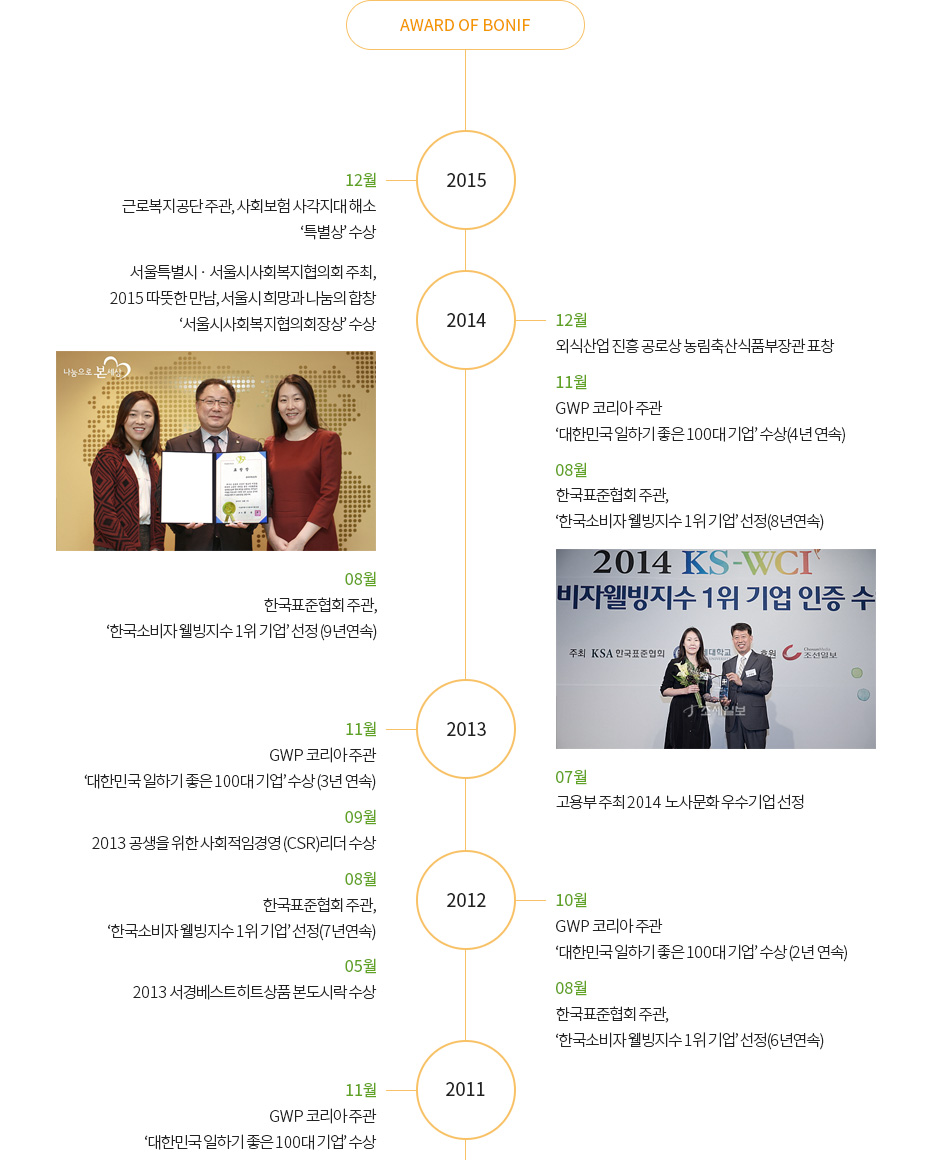 AWARD OF BONIF
2015
12월
근로복지공단 주관, 사회보험 사각지대 해소
‘특별상’ 수상
서울특별시 · 서울시사회복지협의회 주최,
2015 따뜻한 만남, 서울시 희망과 나눔의 합창
‘서울시사회복지협의회장상’ 수상
나눔으로 본세상
08월
한국표준협회 주관,
‘한국소비자 웰빙지수 1위 기업’ 선정 (9년연속)
2014
12월
외식산업 진흥 공로상 농림축산식품부장관 표창
11월
GWP 코리아 주관
‘대한민국 일하기 좋은 100대 기업’ 수상(4년 연속)
08월
한국표준협회 주관,
‘한국소비자 웰빙지수 1위 기업’ 선정(8년연속)
2014 KS-WCI
비자웰빙지수 1위 기업 인증 수
주최 KSA 한국표준협회 대학교 후원 조선일보
조세일보
07월
고용부 주최 2014 노사문화 우수기업 선정
2013
11월
GWP 코리아 주관
‘대한민국 일하기 좋은 100대 기업’ 수상 (3년 연속)
09월
2013 공생을 위한 사회적임경영 (CSR)리더 수상
08월
한국표준협회 주관,
‘한국소비자 웰빙지수 1위 기업’ 선정(7년연속)
05월
2013 서경베스트히트상품 본도시락 수상
2012
10월
GWP 코리아 주관
‘대한민국 일하기 좋은 100대 기업’ 수상 (2년 연속)
08월
한국표준협회 주관,
‘한국소비자 웰빙지수 1위 기업’ 선정(6년연속)
2011
11월
GWP 코리아 주관
‘대한민국 일하기 좋은 100대 기업’ 수상